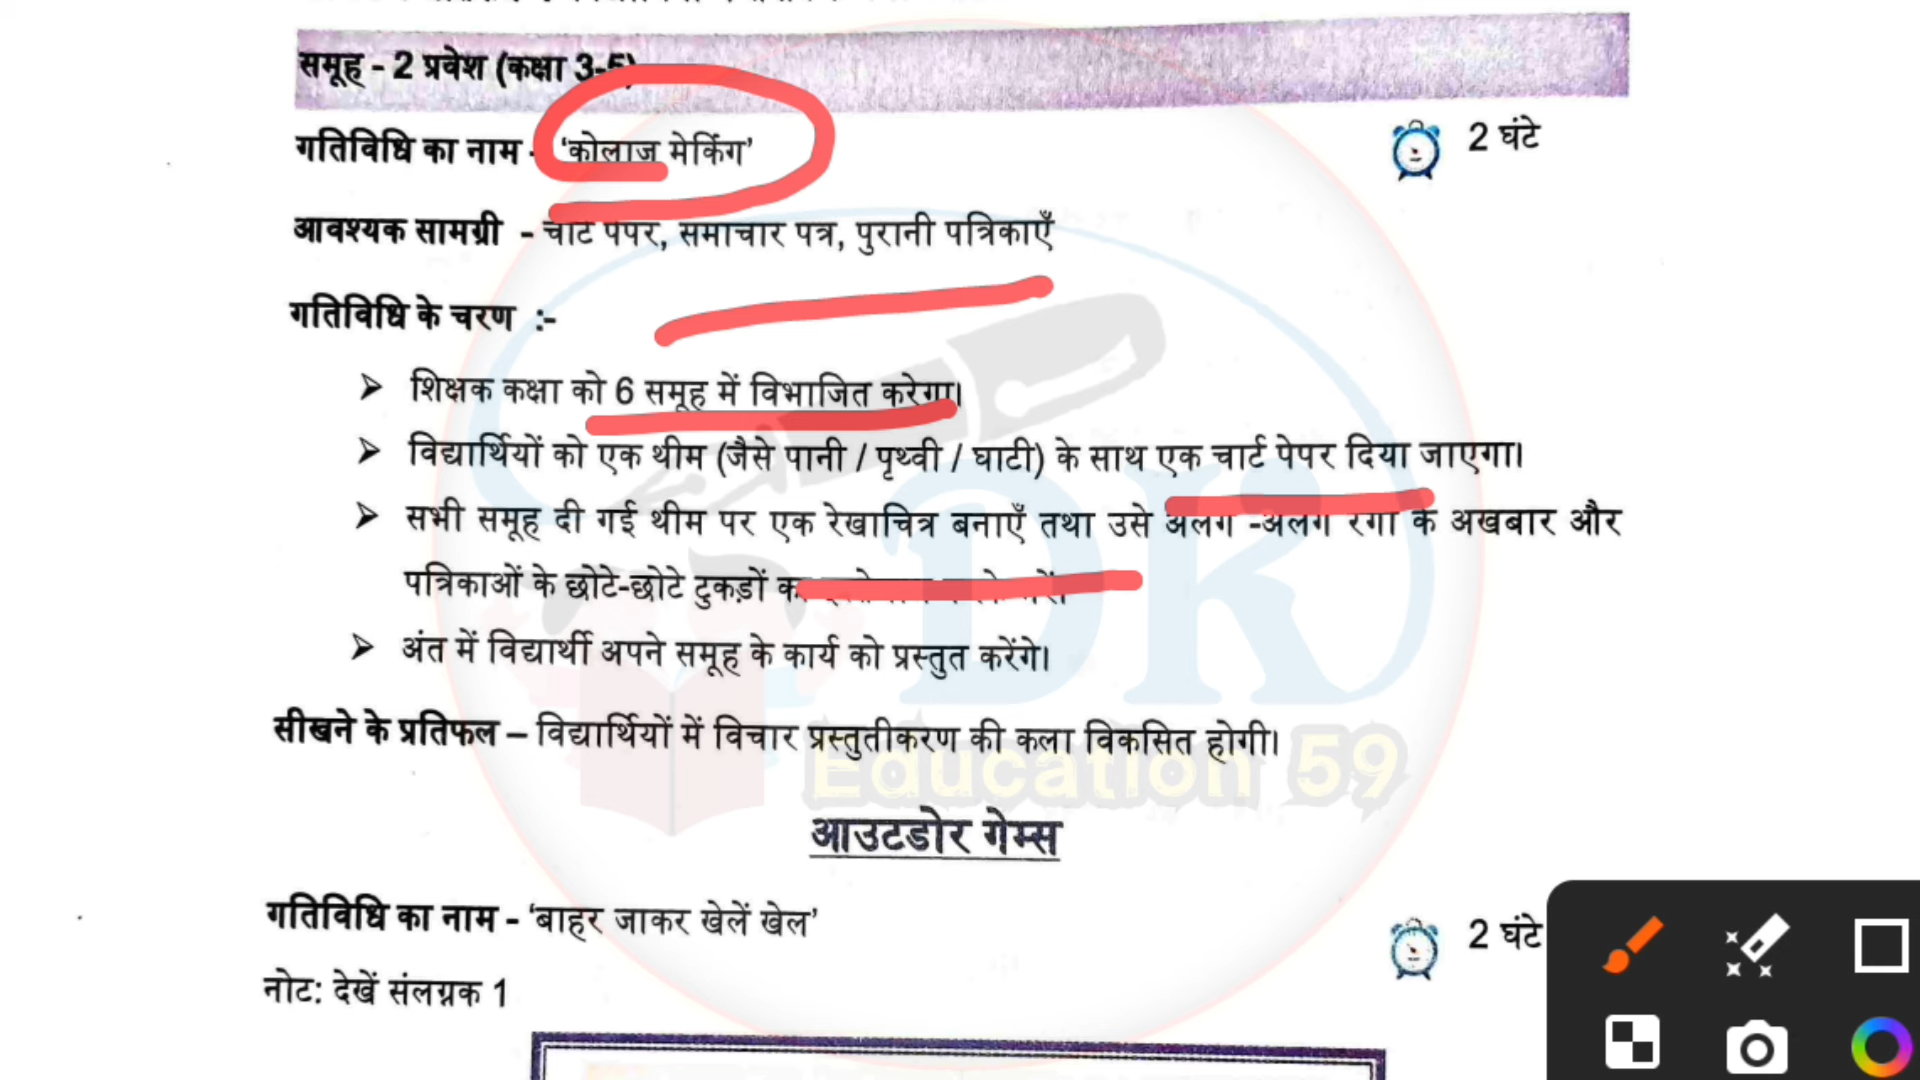 समूह - 2 प्रवेश (कक्षा 3-5)
गतिविधि का नाम - ‘कोलाज मेकिंग’
2 घंटे
आवश्यक सामग्री - चार्ट पेपर, समाचार पत्र, पुरानी पत्रिकाएँ
गतिविधि के चरण :-
➤ शिक्षक कक्षा को 6 समूह में विभाजित करेगा।
➤ विद्यार्थियों को एक थीम (जैसे पानी / पृथ्वी / घाटी) के साथ एक चार्ट पेपर दिया जाएगा।
➤ सभी समूह दी गई थीम पर एक रेखाचित्र बनाएँ तथा उसे अलग -अलग रंगों के अखबार और
पत्रिकाओं के छोटे-छोटे टुकड़ों का
➤ अंत में विद्यार्थी अपने समूह के कार्य को प्रस्तुत करेंगे।
सीखने के प्रतिफल – विद्यार्थियों में विचार प्रस्तुतीकरण की कला विकसित होगी।
DK
Education 59
आउटडोर गेम्स
गतिविधि का नाम - ‘बाहर जाकर खेलें खेल’
2 घंटे
नोट: देखें संलग्नक 1